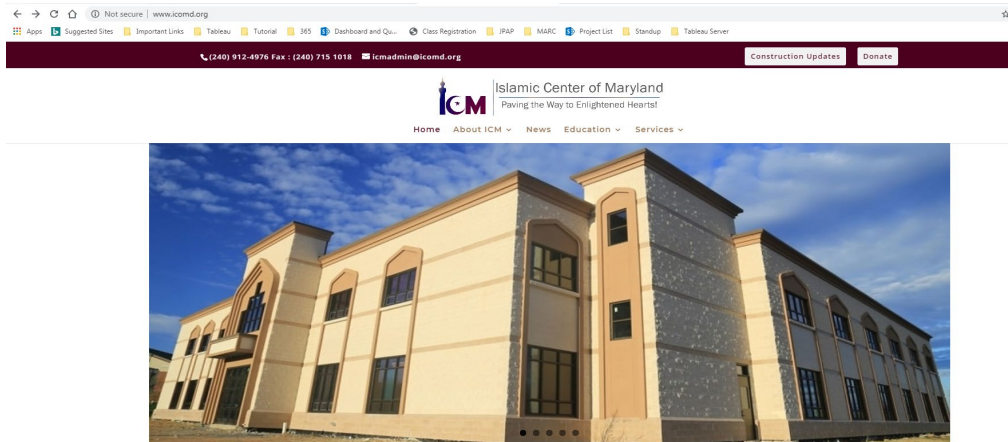 Not secure | www.icomd.org
Apps Suggested Sites Important Links Tableau Tutorial 365 Dashboard and Qu... Class Registration JPAP MARC Project List Standup Tableau Server
(240) 912-4976 Fax : (240) 715 1018 icmadmin@icomd.org Construction Updates Donate
ICM Islamic Center of Maryland
Paving the Way to Enlightened Hearts!
Home About ICM News Education Services